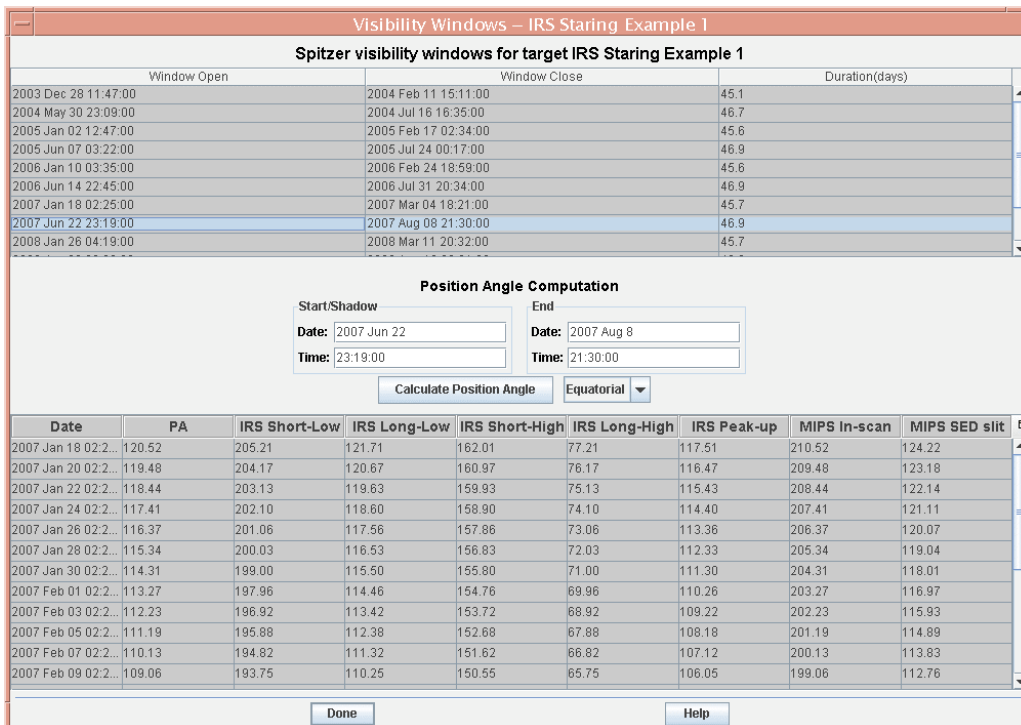 Visibility Windows – IRS Staring Example 1
Spitzer visibility windows for target IRS Staring Example 1
Window Open Window Close Duration(days)
2003 Dec 28 11:47:00 2004 Feb 11 15:11:00 45.1
2004 May 30 23:09:00 2004 Jul 16 16:35:00 46.7
2005 Jan 02 12:47:00 2005 Feb 17 02:34:00 45.6
2005 Jun 07 03:22:00 2005 Jul 24 00:17:00 46.9
2006 Jan 10 03:35:00 2006 Feb 24 18:59:00 45.6
2006 Jun 14 22:45:00 2006 Jul 31 20:34:00 46.9
2007 Jan 18 02:25:00 2007 Mar 04 18:21:00 45.7
2007 Jun 22 23:19:00 2007 Aug 08 21:30:00 46.9
2008 Jan 26 04:19:00 2008 Mar 11 20:32:00 45.7
Position Angle Computation
Start/Shadow End
Date: 2007 Jun 22 Date: 2007 Aug 8
Time: 23:19:00 Time: 21:30:00
Calculate Position Angle Equatorial
Date PA IRS Short-Low IRS Long-Low IRS Short-High IRS Long-High IRS Peak-up MIPS In-scan MIPS SED slit
2007 Jan 18 02:2... 120.52 205.21 121.71 162.01 77.21 117.51 210.52 124.22
2007 Jan 20 02:2... 119.48 204.17 120.67 160.97 76.17 116.47 209.48 123.18
2007 Jan 22 02:2... 118.44 203.13 119.63 159.93 75.13 115.43 208.44 122.14
2007 Jan 24 02:2... 117.41 202.10 118.60 158.90 74.10 114.40 207.41 121.11
2007 Jan 26 02:2... 116.37 201.06 117.56 157.86 73.06 113.36 206.37 120.07
2007 Jan 28 02:2... 115.34 200.03 116.53 156.83 72.03 112.33 205.34 119.04
2007 Jan 30 02:2... 114.31 199.00 115.50 155.80 71.00 111.30 204.31 118.01
2007 Feb 01 02:2... 113.27 197.96 114.46 154.76 69.96 110.26 203.27 116.97
2007 Feb 03 02:2... 112.23 196.92 113.42 153.72 68.92 109.22 202.23 115.93
2007 Feb 05 02:2... 111.19 195.88 112.38 152.68 67.88 108.18 201.19 114.89
2007 Feb 07 02:2... 110.13 194.82 111.32 151.62 66.82 107.12 200.13 113.83
2007 Feb 09 02:2... 109.06 193.75 110.25 150.55 65.75 106.05 199.06 112.76
Done Help